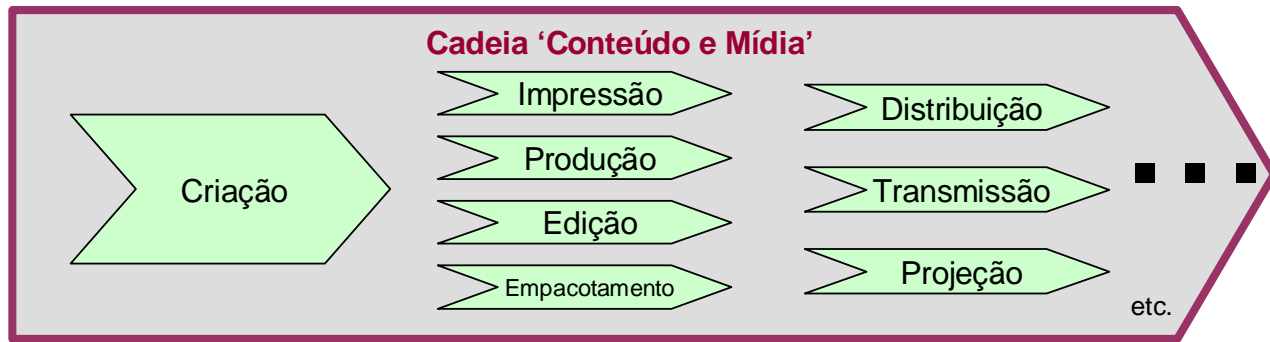 Cadeia ‘Conteúdo e Mídia’
Criação
Impressão
Produção
Edição
Empacotamento
Distribuição
Transmissão
Projeção
etc.